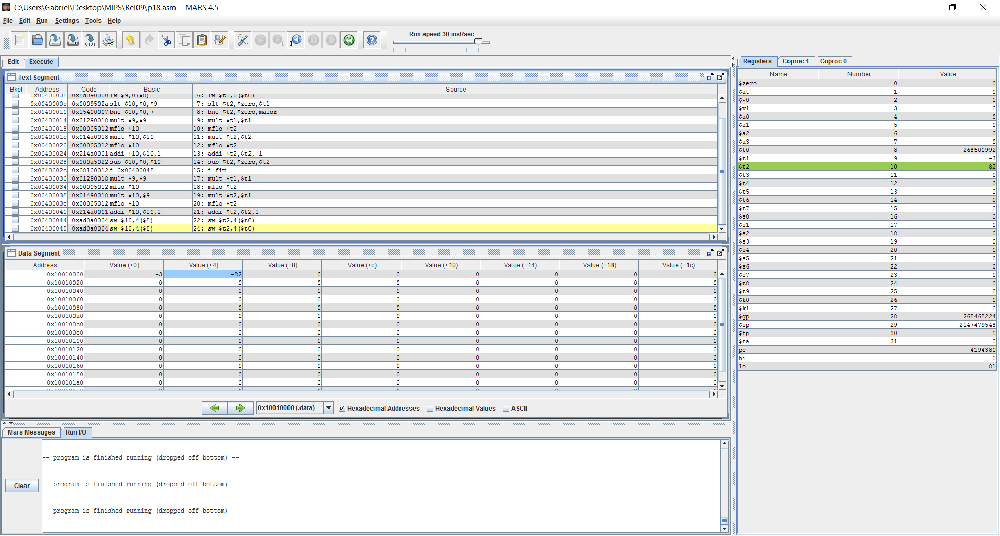 C:\Users\Gabriel\Desktop\MIPS\Rel09\p18.asm - MARS 4.5
File Edit Run Settings Tools Help
Run speed 30 inst/sec
Edit Execute
Text Segment
Bkpt Address Code Basic Source
0x00400008 0x8d090000 lw $9,0($8) 6: lw $t1,0($t0)
0x0040000c 0x0009502a slt $10,$0,$9 7: slt $t2,$zero,$t1
0x00400010 0x15400007 bne $10,$0,7 8: bne $t2,$zero,maior
0x00400014 0x01290018 mult $9,$9 9: mult $t1,$t1
0x00400018 0x00005012 mflo $10 10: mflo $t2
0x0040001c 0x014a0018 mult $10,$10 11: mult $t2,$t2
0x00400020 0x00005012 mflo $10 12: mflo $t2
0x00400024 0x214a0001 addi $10,$10,1 13: addi $t2,$t2,+1
0x00400028 0x000a5022 sub $10,$0,$10 14: sub $t2,$zero,$t2
0x0040002c 0x08100012 j 0x00400048 15: j fim
0x00400030 0x01290018 mult $9,$9 17: mult $t1,$t1
0x00400034 0x00005012 mflo $10 18: mflo $t2
0x00400038 0x01490018 mult $10,$9 19: mult $t2,$t1
0x0040003c 0x00005012 mflo $10 20: mflo $t2
0x00400040 0x214a0001 addi $10,$10,1 21: addi $t2,$t2,1
0x00400044 0xad0a0004 sw $10,4($8) 22: sw $t2,4($t0)
0x00400048 0xad0a0004 sw $10,4($8) 24: sw $t2,4($t0)
Data Segment
Address Value (+0) Value (+4) Value (+8) Value (+c) Value (+10) Value (+14) Value (+18) Value (+1c)
0x10010000 -3 -82 0 0 0 0 0 0
0x10010020 0 0 0 0 0 0 0 0
0x10010040 0 0 0 0 0 0 0 0
0x10010060 0 0 0 0 0 0 0 0
0x10010080 0 0 0 0 0 0 0 0
0x100100a0 0 0 0 0 0 0 0 0
0x100100c0 0 0 0 0 0 0 0 0
0x100100e0 0 0 0 0 0 0 0 0
0x10010100 0 0 0 0 0 0 0 0
0x10010120 0 0 0 0 0 0 0 0
0x10010140 0 0 0 0 0 0 0 0
0x10010160 0 0 0 0 0 0 0 0
0x10010180 0 0 0 0 0 0 0 0
0x100101a0 0 0 0 0 0 0 0 0
0x10010000 (.data) Hexadecimal Addresses Hexadecimal Values ASCII
Mars Messages Run I/O
-- program is finished running (dropped off bottom) --
-- program is finished running (dropped off bottom) --
Clear
-- program is finished running (dropped off bottom) --
Registers Coproc 1 Coproc 0
Name Number Value
$zero 0 0
$at 1 0
$v0 2 0
$v1 3 0
$a0 4 0
$a1 5 0
$a2 6 0
$a3 7 0
$t0 8 268500992
$t1 9 -3
$t2 10 -82
$t3 11 0
$t4 12 0
$t5 13 0
$t6 14 0
$t7 15 0
$s0 16 0
$s1 17 0
$s2 18 0
$s3 19 0
$s4 20 0
$s5 21 0
$s6 22 0
$s7 23 0
$t8 24 0
$t9 25 0
$k0 26 0
$k1 27 0
$gp 28 268468224
$sp 29 2147479548
$fp 30 0
$ra 31 0
pc 4194380
hi 0
lo 81